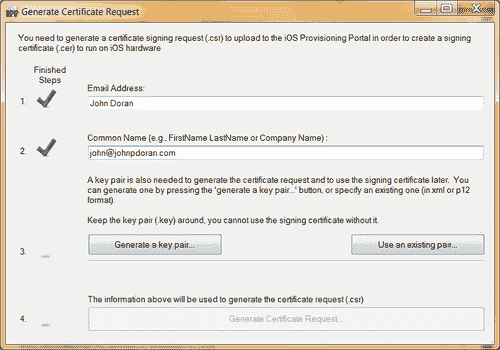 IPP Generate Certificate Request
You need to generate a certificate signing request (.csr) to upload to the iOS Provisioning Portal in order to create a signing
certificate (.cer) to run on iOS hardware
Finished
Steps
Email Address:
1. John Doran
Common Name (e.g., FirstName LastName or Company Name) :
2. john@johnpdoran.com
A key pair is also needed to generate the certificate request and to use the signing certificate later. You
can generate one by pressing the 'generate a key pair...' button, or specify an existing one (in xml or p12
format).
Keep the key pair (.key) around, you cannot use the signing certificate without it.
3. Generate a key pair... Use an existing pair...
The information above will be used to generate the certificate request (.csr)
4. Generate Certificate Request...